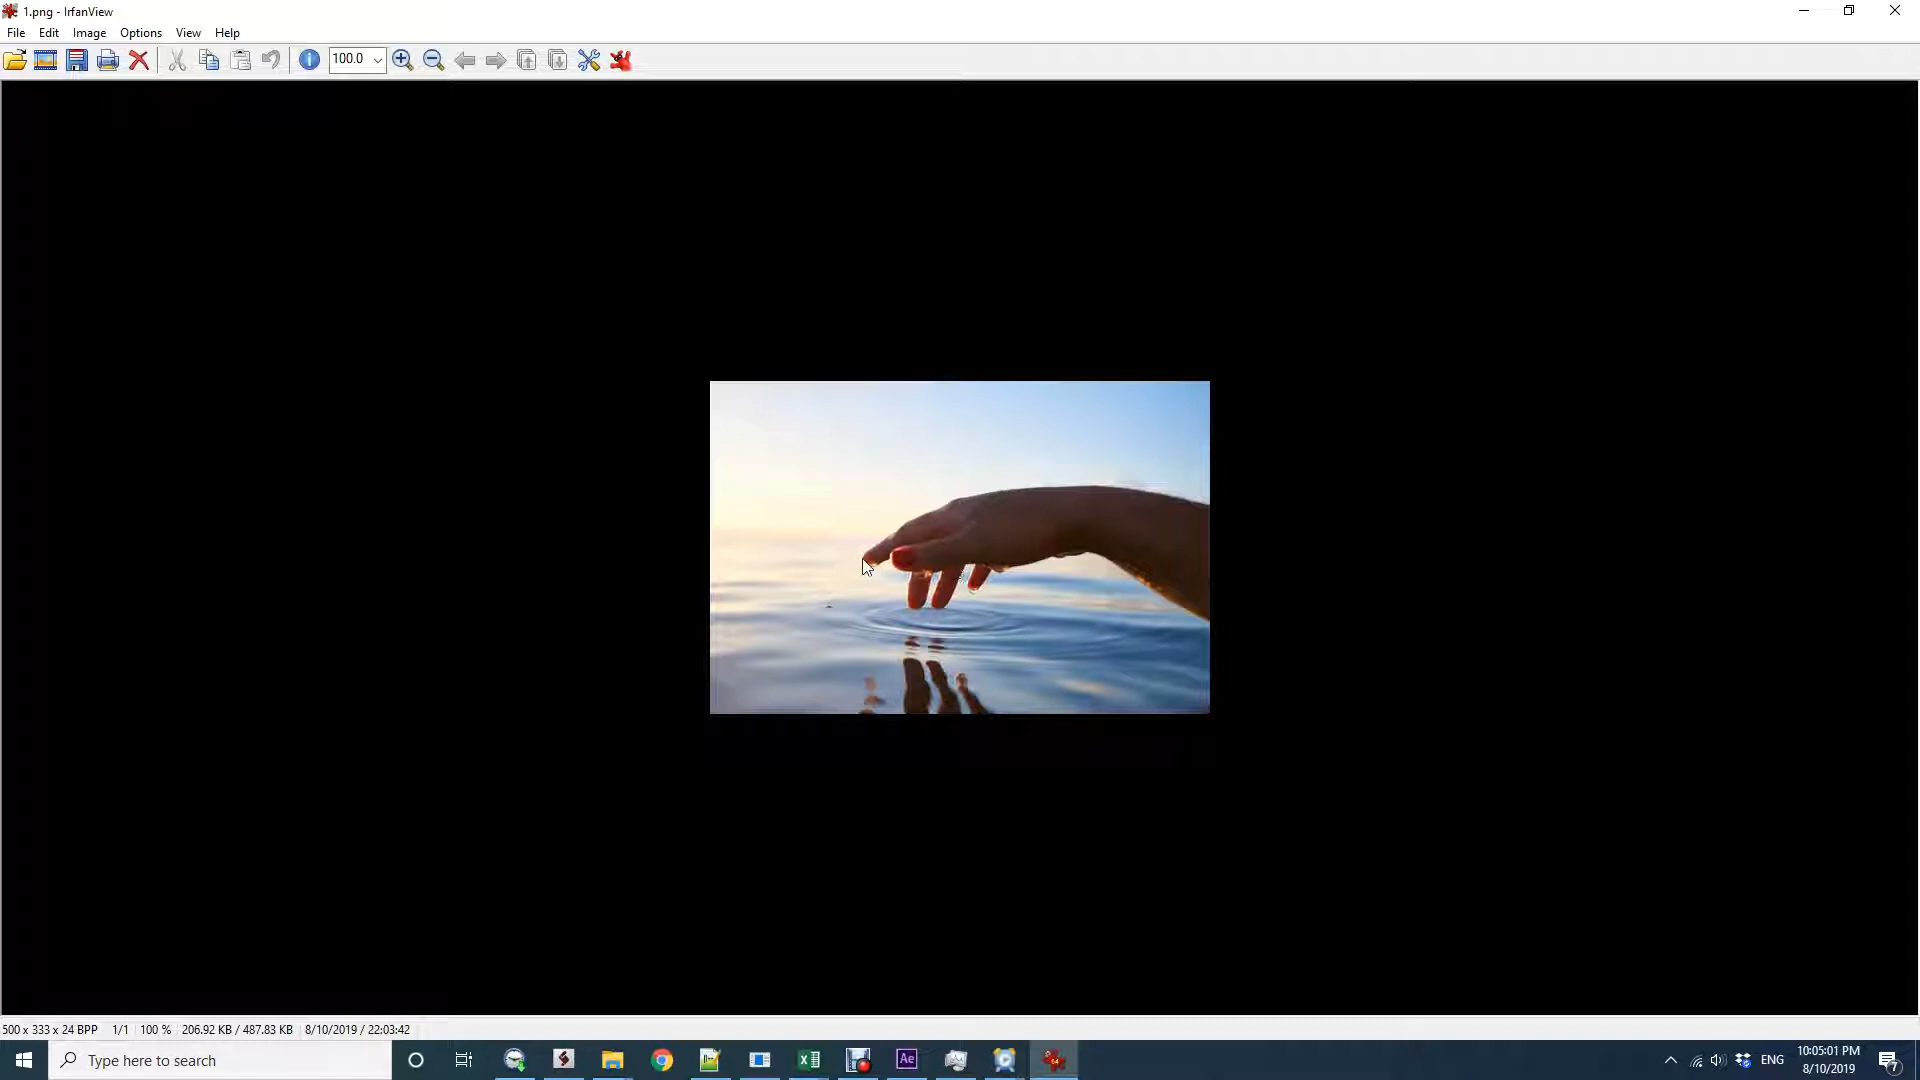 1.png - IrfanView
File Edit Image Options View Help
100.0
500 x 333 x 24 BPP 1/1 100 % 206.92 KB / 487.83 KB 8/10/2019 / 22:03:42
Type here to search
Ae
ENG
10:05:01 PM
8/10/2019
7